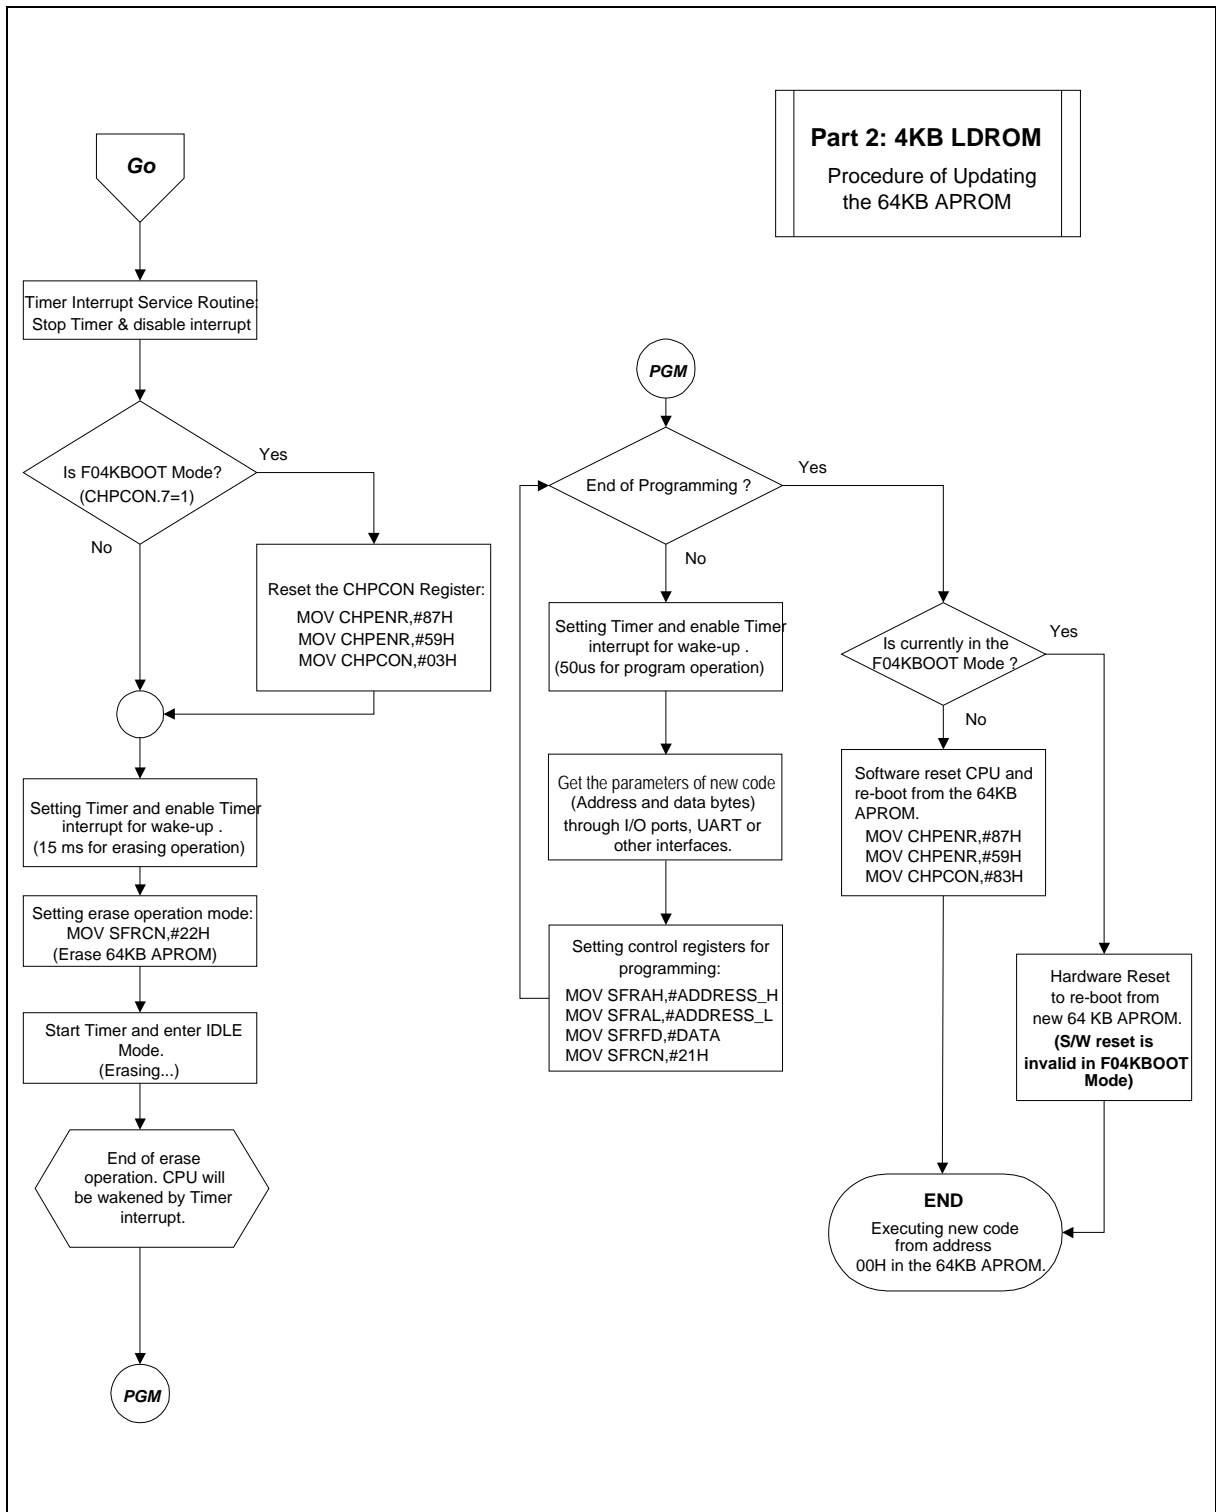 Part 2: 4KB LDROM
Procedure of Updating
the 64KB APROM
Go
Timer Interrupt Service Routine:
Stop Timer & disable interrupt
Is F04KBOOT Mode?
(CHPCON.7=1)
Yes
No
Reset the CHPCON Register:
MOV CHPENR,#87H
MOV CHPENR,#59H
MOV CHPCON,#03H
Setting Timer and enable Timer
interrupt for wake-up .
(15 ms for erasing operation)
Setting erase operation mode:
MOV SFRCN,#22H
(Erase 64KB APROM)
Start Timer and enter IDLE
Mode.
(Erasing...)
End of erase
operation. CPU will
be wakened by Timer
interrupt.
PGM
PGM
End of Programming ?
Yes
No
Setting Timer and enable Timer
interrupt for wake-up .
(50us for program operation)
Get the parameters of new code
(Address and data bytes)
through I/O ports, UART or
other interfaces.
Setting control registers for
programming:
MOV SFRAH,#ADDRESS_H
MOV SFRAL,#ADDRESS_L
MOV SFRFD,#DATA
MOV SFRCN,#21H
Is currently in the
F04KBOOT Mode ?
Yes
No
Software reset CPU and
re-boot from the 64KB
APROM.
MOV CHPENR,#87H
MOV CHPENR,#59H
MOV CHPCON,#83H
Hardware Reset
to re-boot from
new 64 KB APROM.
(S/W reset is
invalid in F04KBOOT
Mode)
END
Executing new code
from address
00H in the 64KB APROM.